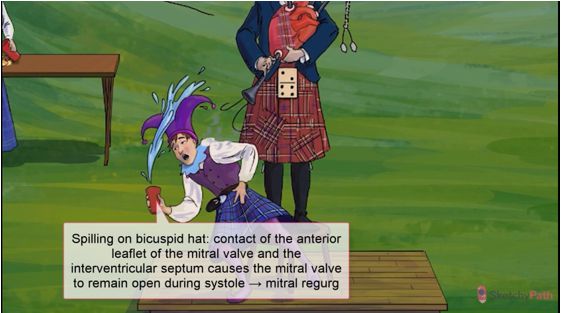 Spilling on bicuspid hat: contact of the anterior
leaflet of the mitral valve and the
interventricular septum causes the mitral valve
to remain open during systole → mitral regurg
SketchyPath